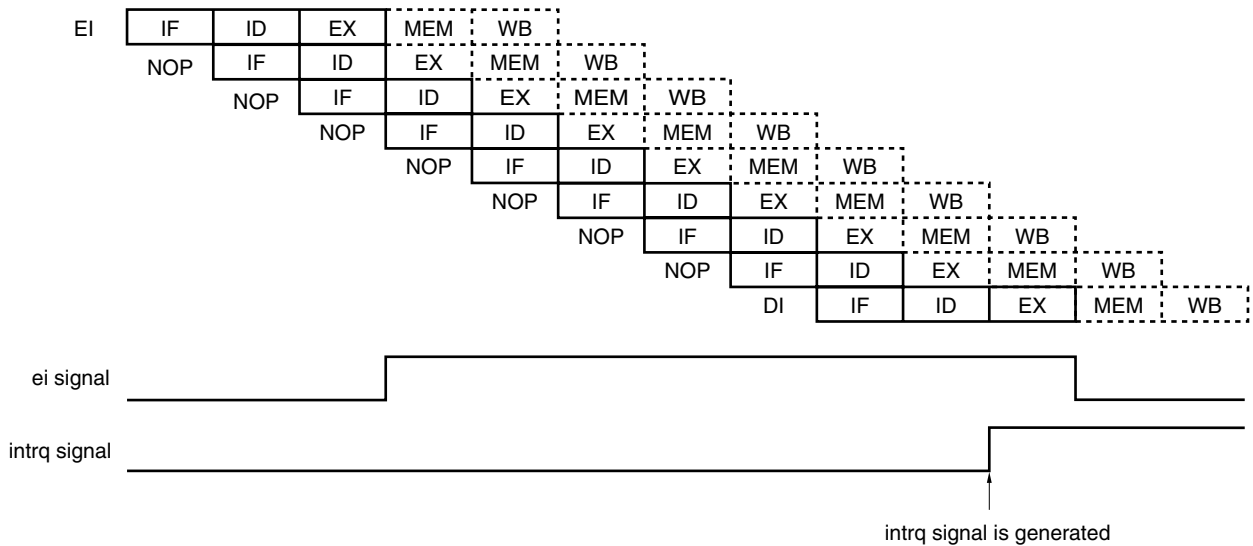 EI IF ID EX MEM WB
NOP IF ID EX MEM WB
NOP IF ID EX MEM WB
NOP IF ID EX MEM WB
NOP IF ID EX MEM WB
NOP IF ID EX MEM WB
NOP IF ID EX MEM WB
NOP IF ID EX MEM WB
DI IF ID EX MEM WB
ei signal
intrq signal
intrq signal is generated